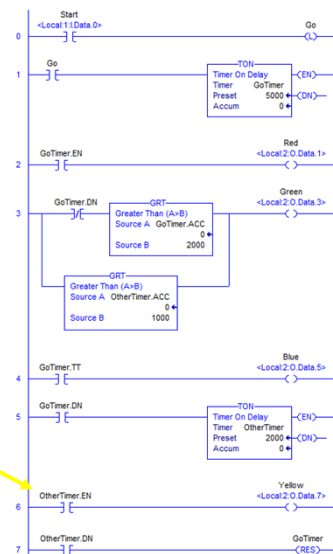 Start
<Local:1:I.Data.0>
Go
0
(L)
Go
1
TON
Timer On Delay
(EN)
Timer GoTimer
Preset 5000
(DN)
Accum 0
GoTimer.EN
Red
<Local:2:O.Data.1>
2
GoTimer.DN
GRT
Greater Than (A>B)
Source A GoTimer.ACC
0
Source B 2000
Green
<Local:2:O.Data.3>
3
GRT
Greater Than (A>B)
Source A OtherTimer.ACC
0
Source B 1000
GoTimer.TT
Blue
<Local:2:O.Data.5>
4
GoTimer.DN
5
TON
Timer On Delay
(EN)
Timer OtherTimer
Preset 2000
(DN)
Accum 0
OtherTimer.EN
Yellow
<Local:2:O.Data.7>
6
OtherTimer.DN
GoTimer
7
(RES)